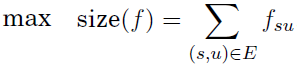 max size(f) = ∑_{(s,u)∈E} f_{su}